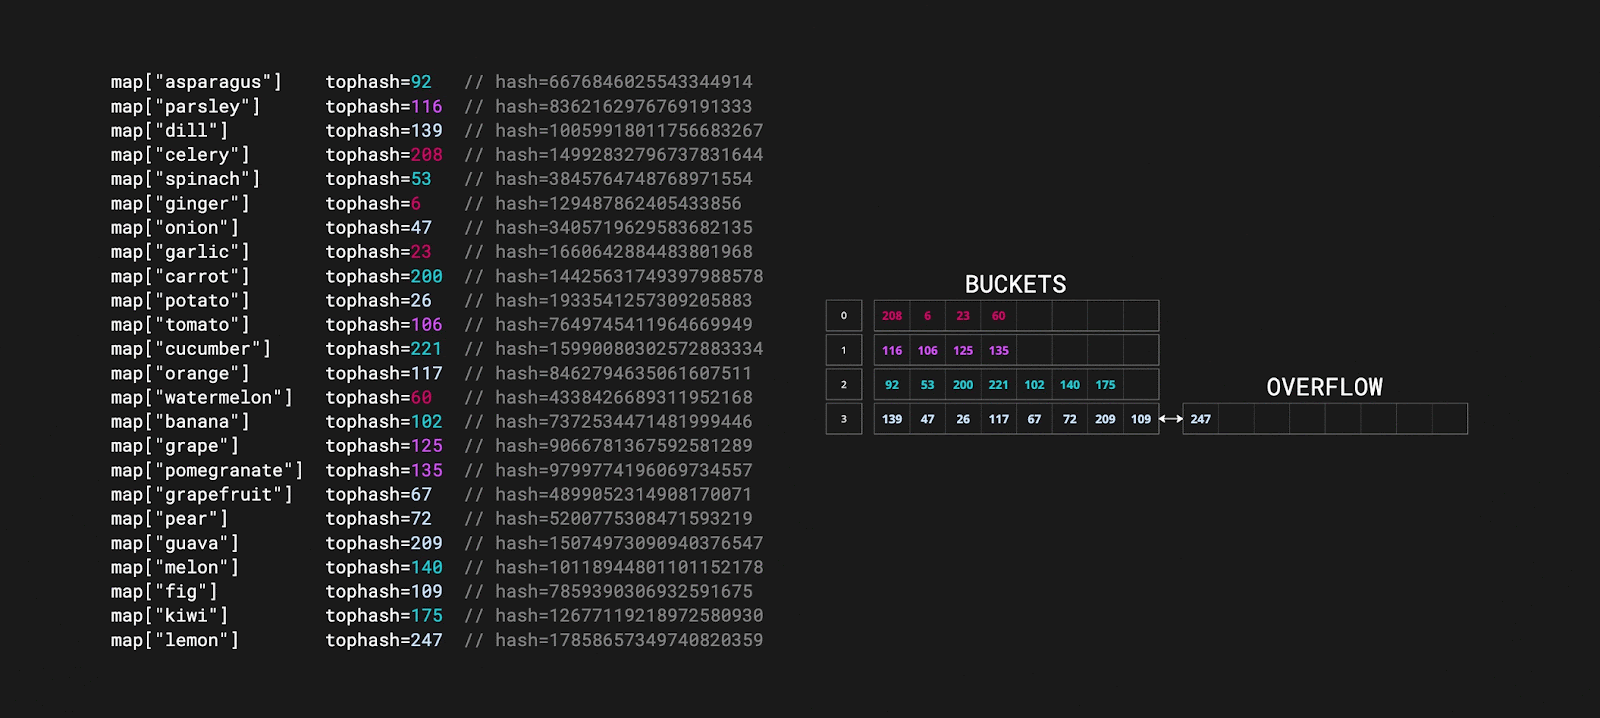 map["asparagus"] tophash=92 // hash=6676846025543344914
map["parsley"] tophash=116 // hash=8362162976769191333
map["dill"] tophash=139 // hash=10059918011756683267
map["celery"] tophash=208 // hash=14992832796737831644
map["spinach"] tophash=53 // hash=3845764748768971554
map["ginger"] tophash=6 // hash=129487862405433856
map["onion"] tophash=47 // hash=3405719629583682135
map["garlic"] tophash=23 // hash=1660642884483801968
map["carrot"] tophash=200 // hash=14425631749397988578
map["potato"] tophash=26 // hash=1933541257309205883
map["tomato"] tophash=106 // hash=7649745411964669949
map["cucumber"] tophash=221 // hash=15990080302572883334
map["orange"] tophash=117 // hash=8462794635061607511
map["watermelon"] tophash=60 // hash=4338426689311952168
map["banana"] tophash=102 // hash=7372534471481999446
map["grape"] tophash=125 // hash=9066781367592581289
map["pomegranate"] tophash=135 // hash=9799774196069734557
map["grapefruit"] tophash=67 // hash=4899052314908170071
map["pear"] tophash=72 // hash=5200775308471593219
map["guava"] tophash=209 // hash=15074973090940376547
map["melon"] tophash=140 // hash=10118944801101152178
map["fig"] tophash=109 // hash=7859390306932591675
map["kiwi"] tophash=175 // hash=12677119218972580930
map["lemon"] tophash=247 // hash=17858657349740820359
BUCKETS
0 208 6 23 60
1 116 106 125 135
2 92 53 200 221 102 140 175
OVERFLOW
3 139 47 26 117 67 72 209 109 247